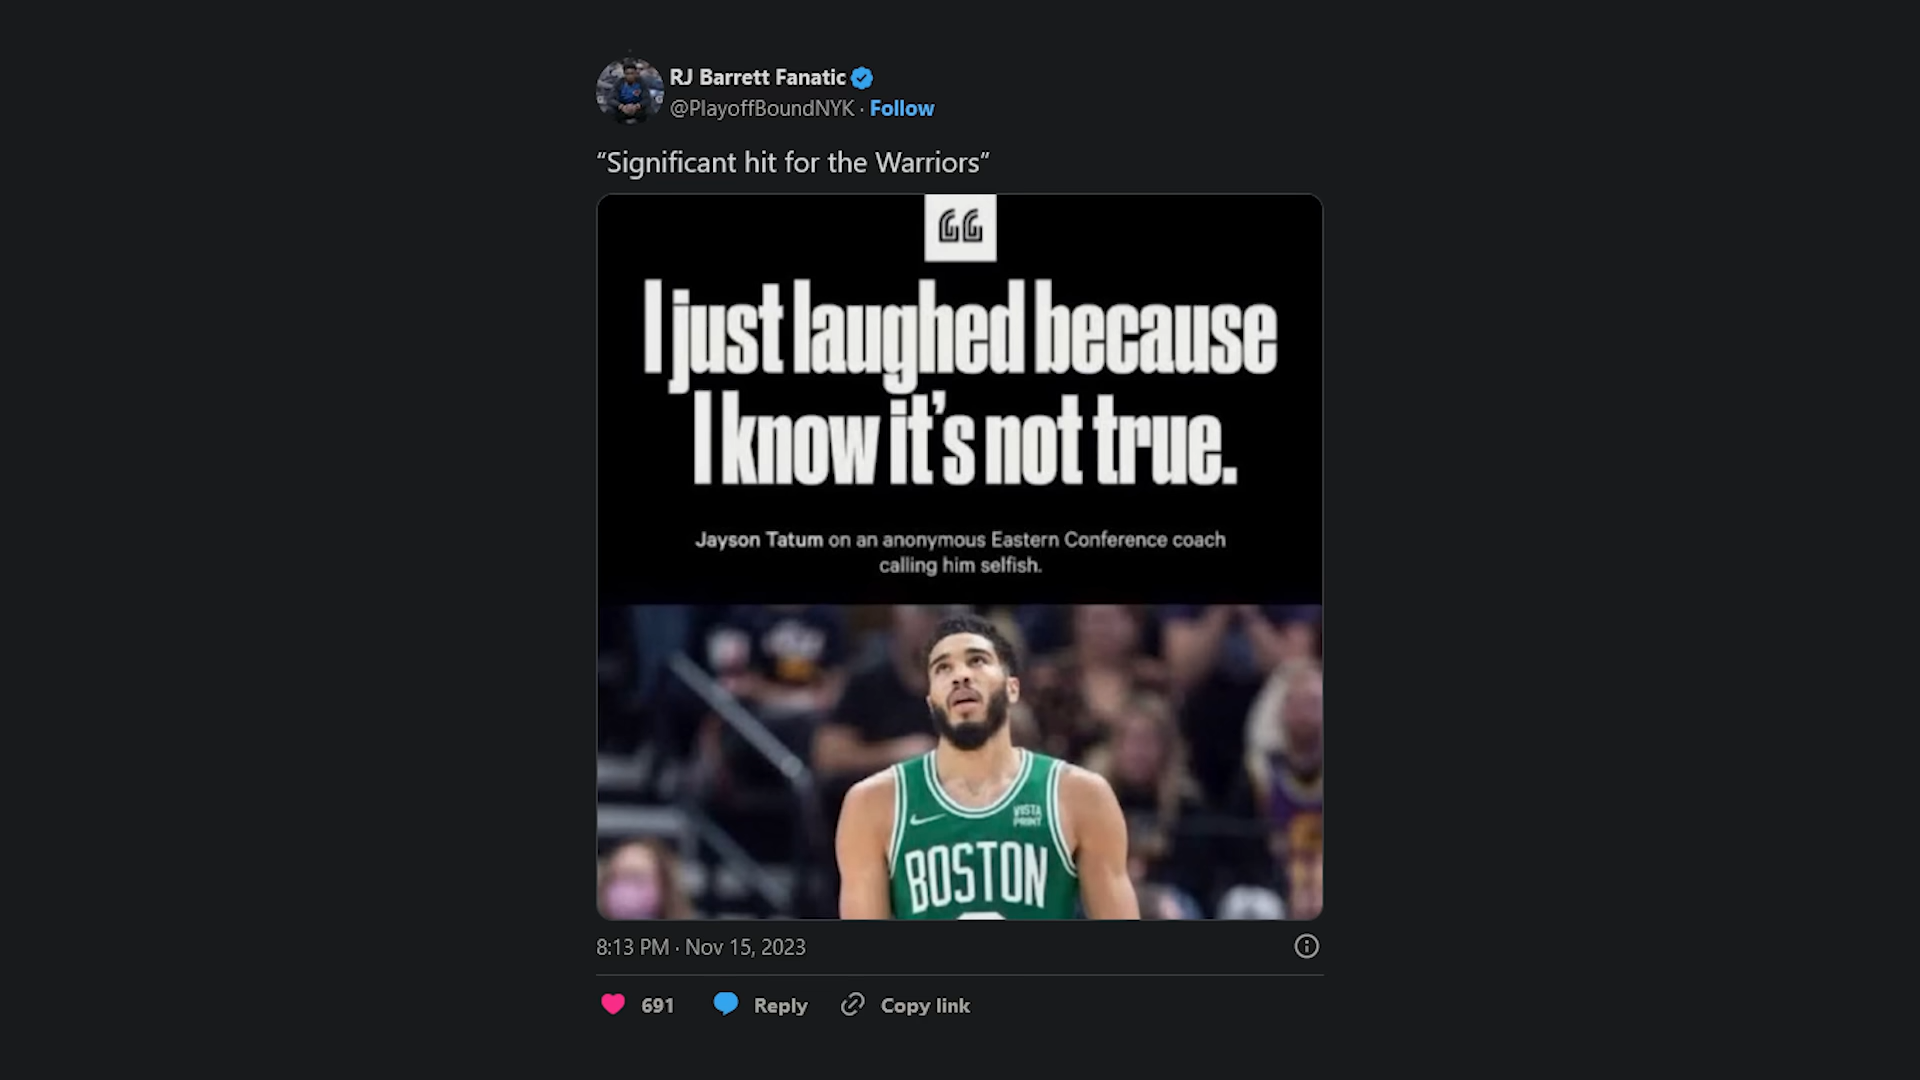 RJ Barrett Fanatic
@PlayoffBoundNYK · Follow
“Significant hit for the Warriors”
I just laughed because
I know it’s not true.
Jayson Tatum on an anonymous Eastern Conference coach
calling him selfish.
VISTA
PRINT
BOSTON
8:13 PM · Nov 15, 2023
691 Reply Copy link